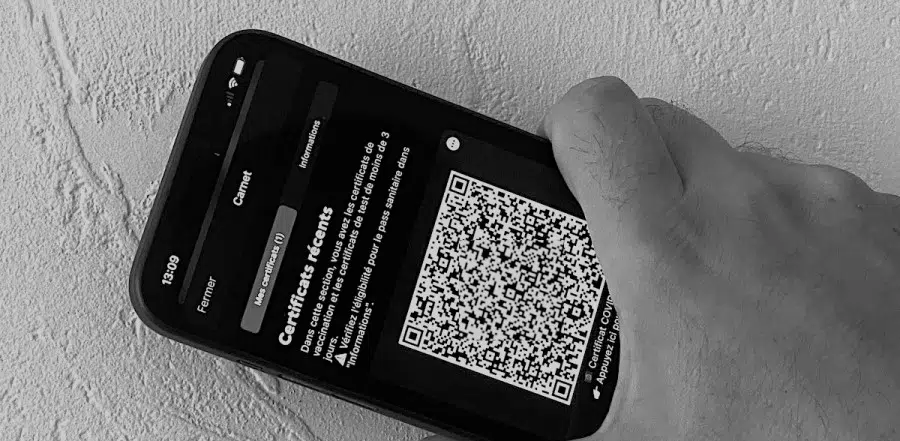 13:09
Fermer
Carnet
Mes certificats (1)
Informations
Certificats récents
Dans cette section, vous avez les certificats de
vaccination et les certificats de test de moins de 3
jours.
⚠ Vérifiez l'éligibilité pour le pass sanitaire dans
"Informations".
Certificat COVID
Appuyez ici